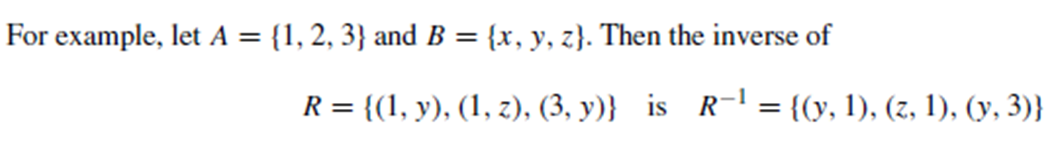 For example, let A = {1, 2, 3} and B = {x, y, z}. Then the inverse of
R = {(1, y), (1, z), (3, y)} is R⁻¹ = {(y, 1), (z, 1), (y, 3)}